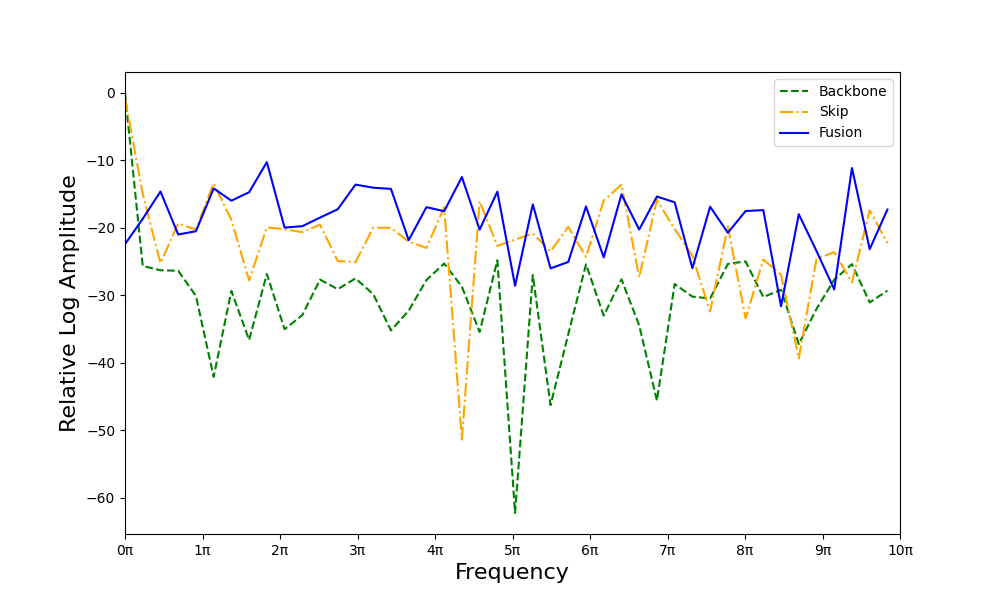 Backbone
Skip
Fusion
Relative Log Amplitude
0
−10
−20
−30
−40
−50
−60
0π 1π 2π 3π 4π 5π 6π 7π 8π 9π 10π
Frequency